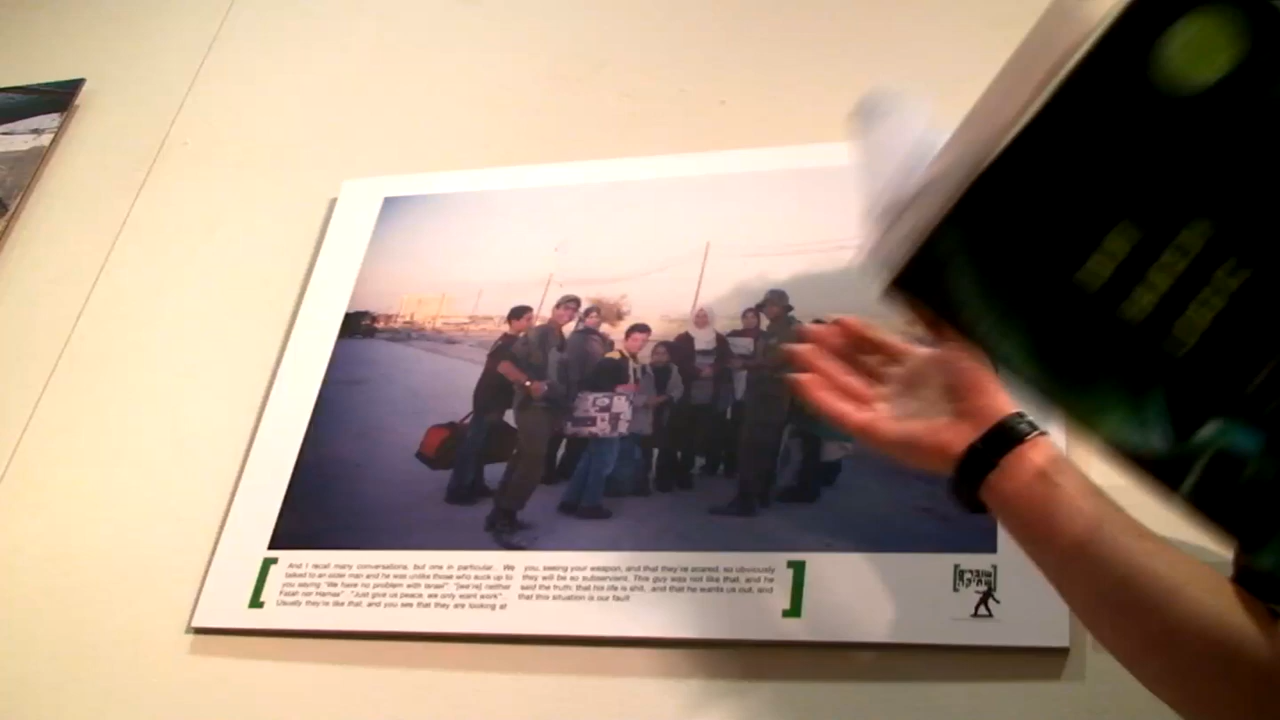 And I recall many conversations, but one in particular... We
talked to an older man and he was unlike those who suck up to
you saying "We have no problem with Israel". "[we're] neither
Fatah nor Hamas". "Just give us peace, we only want work"...
Usually they're like that, and you see that they are looking at
you, seeing your weapon, and that they're scared, so obviously
they will be so subservient. This guy was not like that, and he
said the truth: that his life is shit, and that he wants us out, and
that this situation is our fault
שוברים
שתיקה